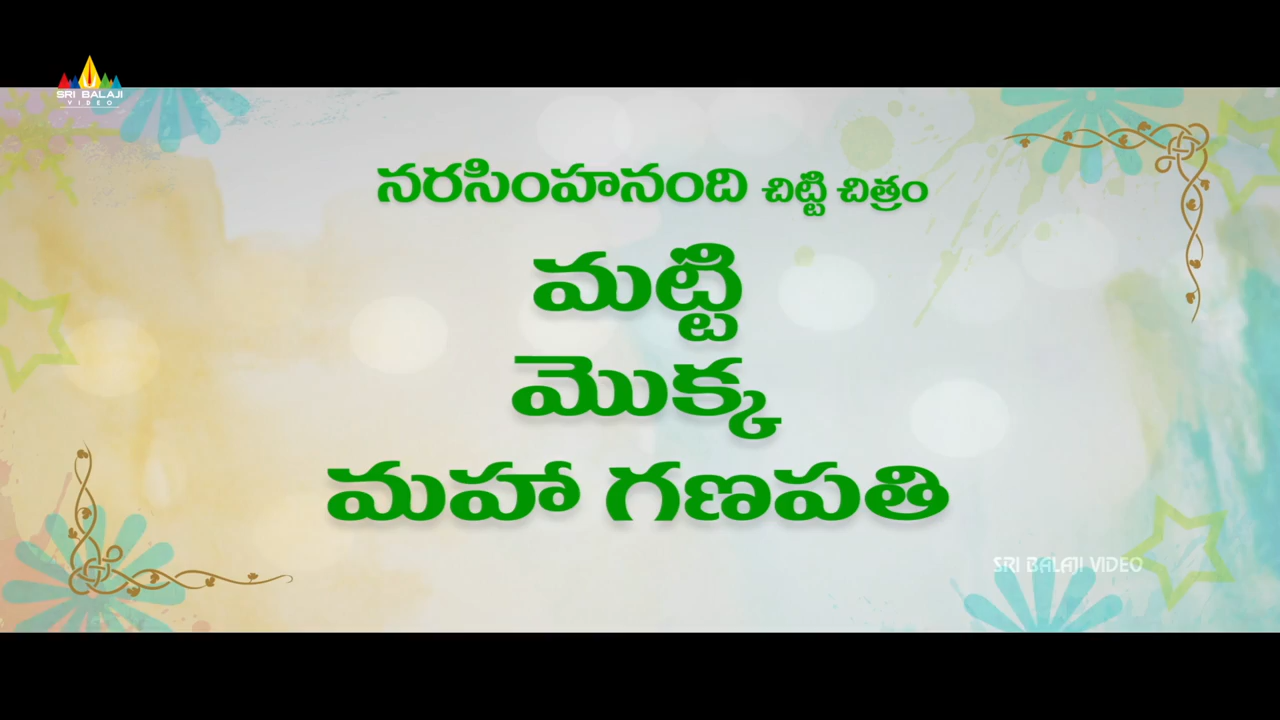 SRI BALAJI
VIDEO
నరసింహనంది చిట్టి చిత్రం
మట్టి
మొక్క
మహా గణపతి
SRI BALAJI VIDEO